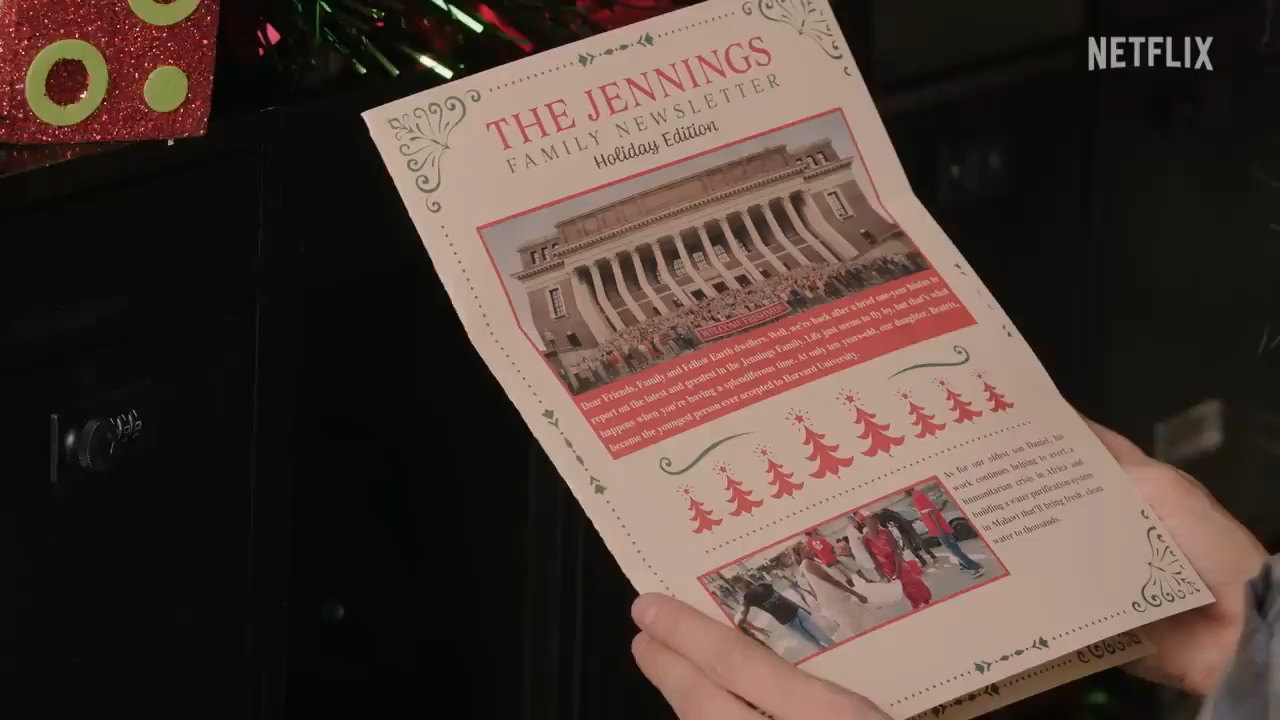 NETFLIX
THE JENNINGS
FAMILY NEWSLETTER
Holiday Edition
WELCOME FRESHMEN
Dear Friends, Family and Fellow Earth dwellers, Well, we're back after a brief one-year hiatus to
report on the latest and greatest in the Jennings Family. Life just seems to fly by, but that's what
happens when you're having a splendiferous time. At only ten years-old, our daughter, Beatrix,
became the youngest person ever accepted to Harvard University.
As for our oldest son Daniel, his
work continues helping to avert a
humanitarian crisis in Africa and
building a water purification system
in Malawi that'll bring fresh, clean
water to thousands.